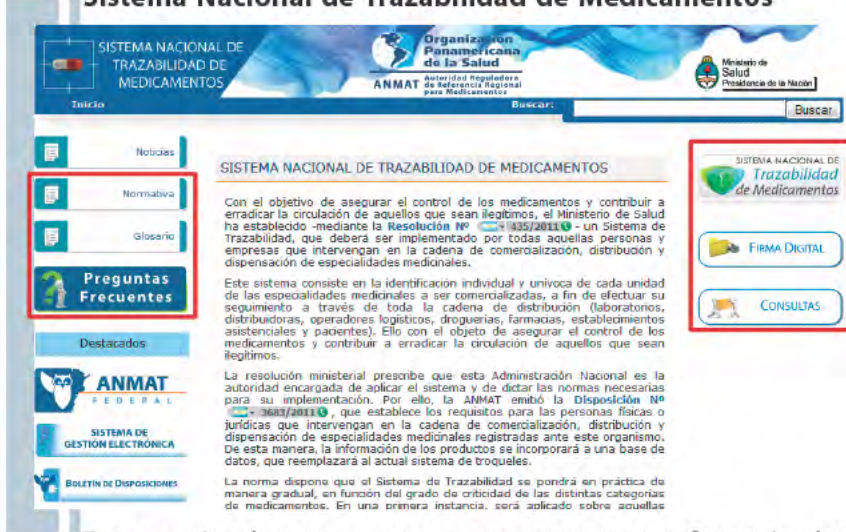 Sistema Nacional de Trazabilidad de Medicamentos
SISTEMA NACIONAL DE
TRAZABILIDAD DE
MEDICAMENTOS
Organización
Panamericana
de la Salud
ANMAT
Autoridad Reguladora
de Referencia Regional
para Medicamentos
Ministerio de
Salud
Presidencia de la Nación
Inicio
Buscar:
Buscar
Noticias
Normativa
Glosario
Preguntas
Frecuentes
Destacados
ANMAT
FEDERAL
SISTEMA DE
GESTIÓN ELECTRÓNICA
BOLETÍN DE DISPOSICIONES
SISTEMA NACIONAL DE TRAZABILIDAD DE MEDICAMENTOS
Con el objetivo de asegurar el control de los medicamentos y contribuir a
erradicar la circulación de aquellos que sean ilegítimos, el Ministerio de Salud
ha establecido -mediante la Resolución Nº 435/2011 - un Sistema de
Trazabilidad, que deberá ser implementado por todas aquellas personas y
empresas que intervengan en la cadena de comercialización, distribución y
dispensación de especialidades medicinales.
Este sistema consiste en la identificación individual y unívoca de cada unidad
de las especialidades medicinales a ser comercializadas, a fin de efectuar su
seguimiento a través de toda la cadena de distribución (laboratorios,
distribuidoras, operadores logísticos, droguerías, farmacias, establecimientos
asistenciales y pacientes). Ello con el objeto de asegurar el control de los
medicamentos y contribuir a erradicar la circulación de aquellos que sean
ilegítimos.
La resolución ministerial prescribe que esta Administración Nacional es la
autoridad encargada de aplicar el sistema y de dictar las normas necesarias
para su implementación. Por ello, la ANMAT emitió la Disposición Nº
3683/2011, que establece los requisitos para las personas físicas o
jurídicas que intervengan en la cadena de comercialización, distribución y
dispensación de especialidades medicinales registradas ante este organismo.
De esta manera, la información de los productos se incorporará a una base de
datos, que reemplazará al actual sistema de troqueles.
La norma dispone que el Sistema de Trazabilidad se pondrá en práctica de
manera gradual, en función del grado de criticidad de las distintas categorías
de medicamentos. En una primera instancia, será aplicado sobre aquellas
SISTEMA NACIONAL DE
Trazabilidad
de Medicamentos
FIRMA DIGITAL
CONSULTAS